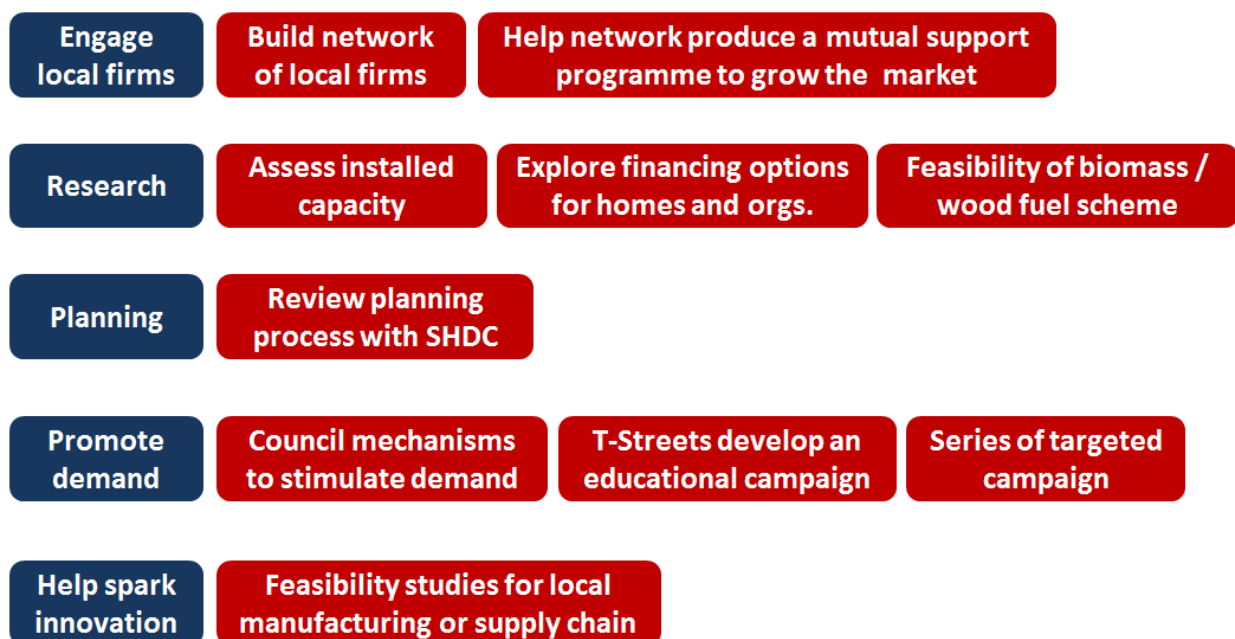 Engage
local firms
Build network
of local firms
Help network produce a mutual support
programme to grow the market
Research
Assess installed
capacity
Explore financing options
for homes and orgs.
Feasibility of biomass /
wood fuel scheme
Planning
Review planning
process with SHDC
Promote
demand
Council mechanisms
to stimulate demand
T-Streets develop an
educational campaign
Series of targeted
campaign
Help spark
innovation
Feasibility studies for local
manufacturing or supply chain